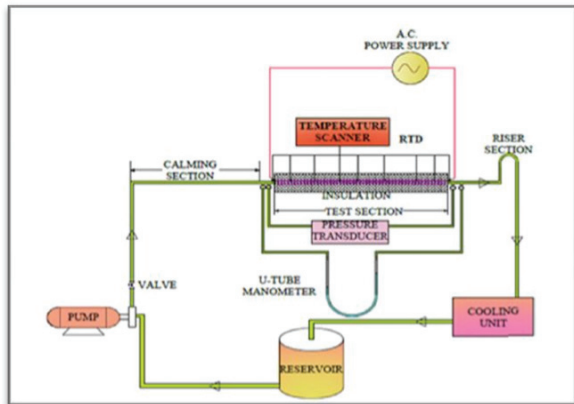 A.C.
POWER SUPPLY
TEMPERATURE
SCANNER
RTD
RISER
SECTION
CALMING
SECTION
INSULATION
TEST SECTION
PRESSURE
TRANSDUCER
VALVE
U-TUBE
MANOMETER
PUMP
COOLING
UNIT
RESERVOIR